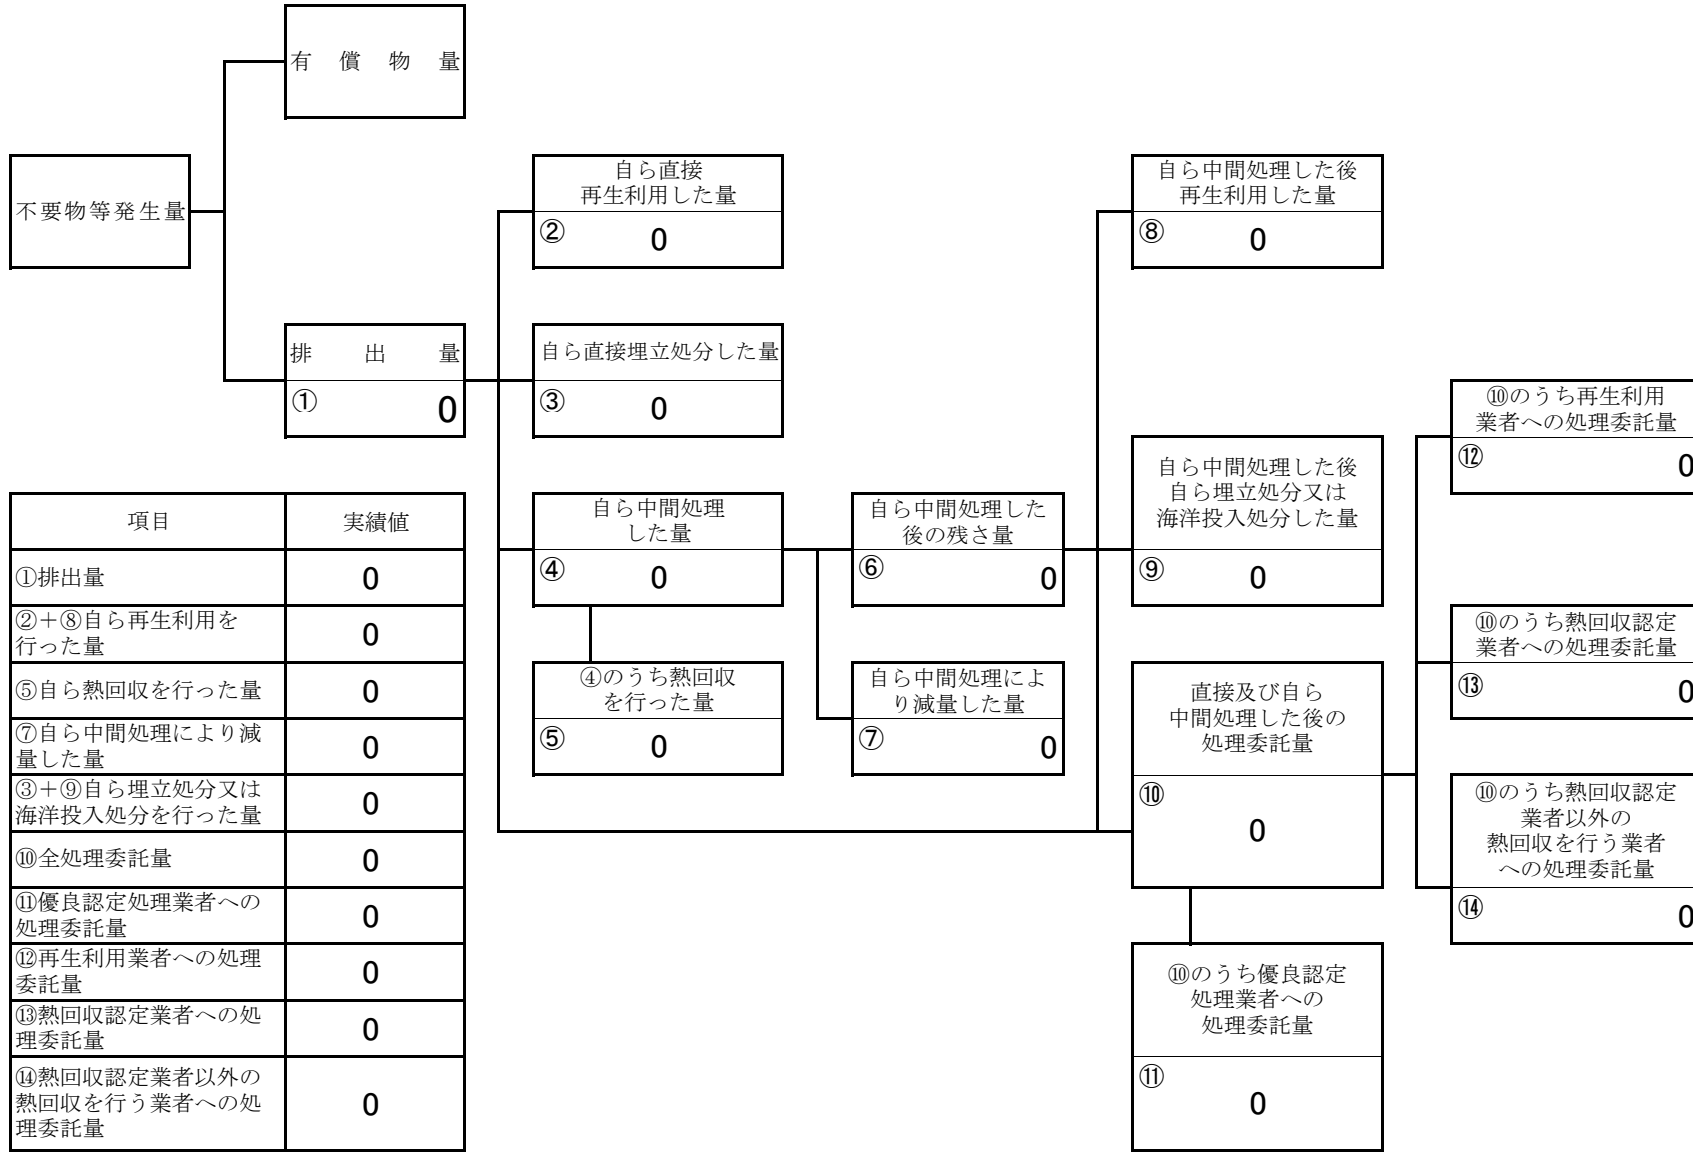 有償物量
不要物等発生量
排出量
① 0
自ら直接
再生利用した量
② 0
自ら直接埋立処分した量
③ 0
自ら中間処理
した量
④ 0
④のうち熱回収
を行った量
⑤ 0
自ら中間処理した
後の残さ量
⑥ 0
自ら中間処理によ
り減量した量
⑦ 0
自ら中間処理した後
再生利用した量
⑧ 0
自ら中間処理した後
自ら埋立処分又は
海洋投入処分した量
⑨ 0
直接及び自ら
中間処理した後の
処理委託量
⑩
0
⑩のうち優良認定
処理業者への
処理委託量
⑪
0
⑩のうち再生利用
業者への処理委託量
⑫ 0
⑩のうち熱回収認定
業者への処理委託量
⑬ 0
⑩のうち熱回収認定
業者以外の
熱回収を行う業者
への処理委託量
⑭ 0
項目 実績値
①排出量 0
②＋⑧自ら再生利用を
行った量 0
⑤自ら熱回収を行った量 0
⑦自ら中間処理により減
量した量 0
③＋⑨自ら埋立処分又は
海洋投入処分を行った量 0
⑩全処理委託量 0
⑪優良認定処理業者への
処理委託量 0
⑫再生利用業者への処理
委託量 0
⑬熱回収認定業者への処
理委託量 0
⑭熱回収認定業者以外の
熱回収を行う業者への処 0
理委託量